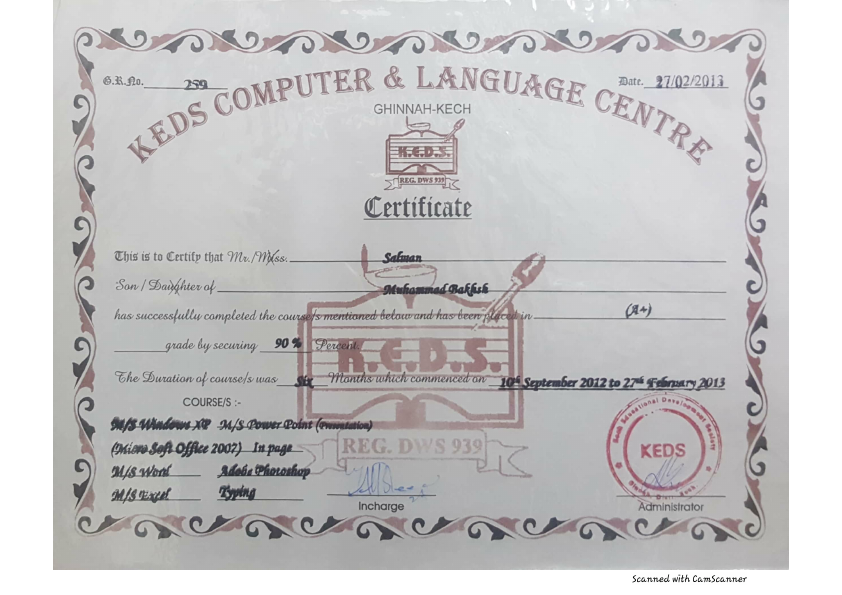 G.R.No. 259
Date. 27/02/2013
KEDS COMPUTER & LANGUAGE CENTRE
GHINNAH-KECH
K.E.D.S.
REG. DWS 939
Certificate
This is to Certify that Mr./Miss. Salman
Son / Daughter of Muhammad Bakhsh
has successfully completed the course/s mentioned below and has been placed in (A+)
grade by securing 90 % Percent.
The Duration of course/s was Six Months which commenced on 10th September 2012 to 27th February 2013
COURSE/S :-
M/S Windows XP M/S Power Point (Presentation)
(Micro Soft Office 2007) In page
M/S Word Adobe Photoshop
M/S Excel Typing
K.E.D.S.
REG. DWS 939
Educational Development Society
KEDS
Incharge
Administrator
Scanned with CamScanner